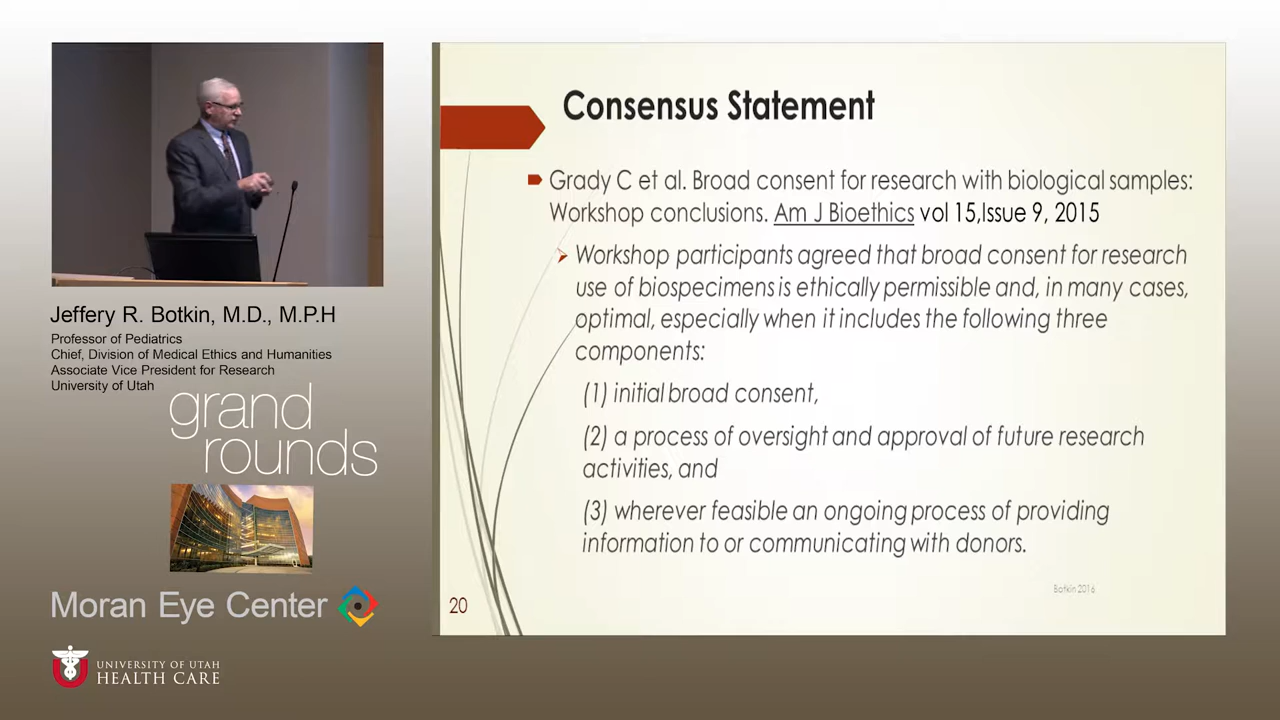 Consensus Statement
Grady C et al. Broad consent for research with biological samples:
Workshop conclusions. Am J Bioethics vol 15,Issue 9, 2015
Workshop participants agreed that broad consent for research
use of biospecimens is ethically permissible and, in many cases,
optimal, especially when it includes the following three
components:
(1) initial broad consent,
(2) a process of oversight and approval of future research
activities, and
(3) wherever feasible an ongoing process of providing
information to or communicating with donors.
Botkin 2016
20
Jeffery R. Botkin, M.D., M.P.H
Professor of Pediatrics
Chief, Division of Medical Ethics and Humanities
Associate Vice President for Research
University of Utah
grand
rounds
Moran Eye Center
UNIVERSITY OF UTAH
HEALTH CARE